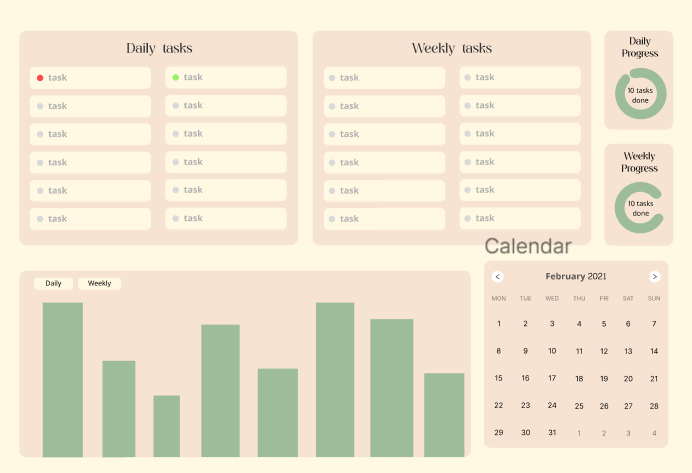 Daily tasks
task
task
task
task
task
task
task
task
task
task
task
task
Weekly tasks
task
task
task
task
task
task
task
task
task
task
task
task
Daily
Progress
10 tasks
done
Weekly
Progress
10 tasks
done
Daily Weekly
Calendar
< February 2021 >
MON TUE WED THU FRI SAT SUN
1 2 3 4 5 6 7
8 9 10 11 12 13 14
15 16 17 18 19 20 21
22 23 24 25 26 27 28
29 30 31 1 2 3 4